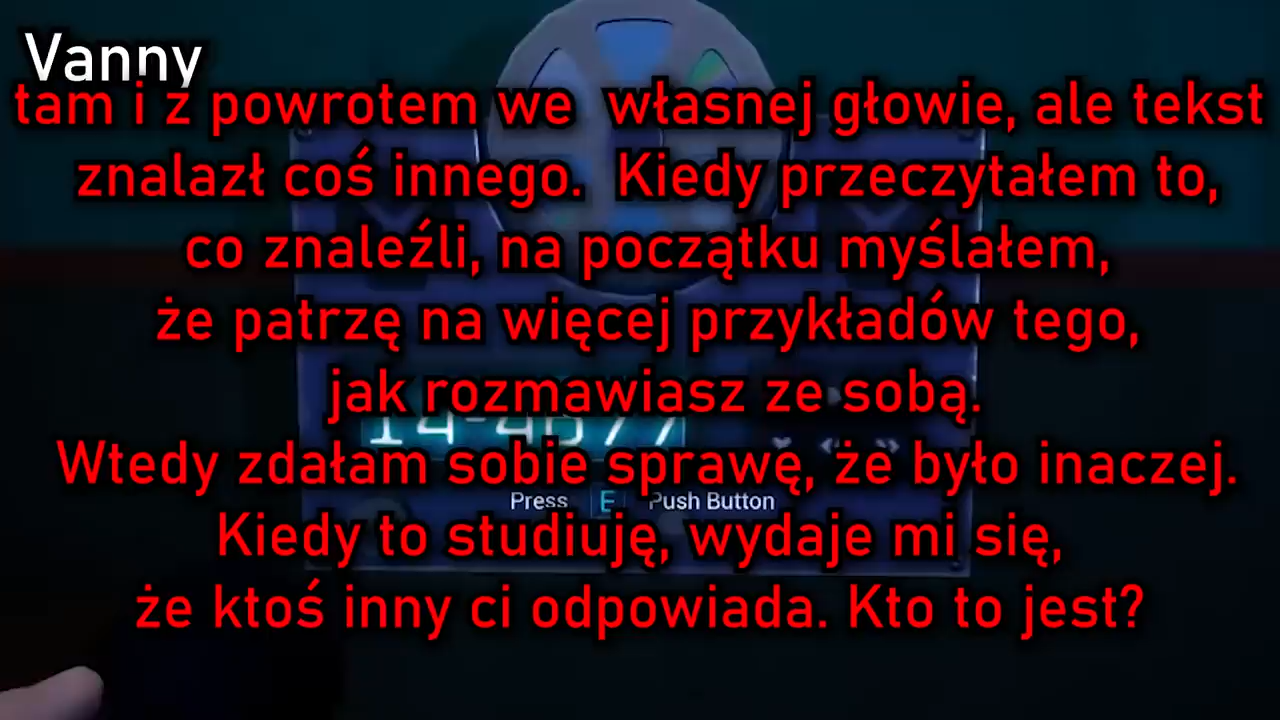 Vanny
tam i z powrotem we  własnej głowie, ale tekst
znalazł coś innego.  Kiedy przeczytałem to,
co znaleźli, na początku myślałem,
że patrzę na więcej przykładów tego,
jak rozmawiasz ze sobą.
Wtedy zdałam sobie sprawę, że było inaczej.
Press E Push Button
Kiedy to studiuję, wydaje mi się,
że ktoś inny ci odpowiada. Kto to jest?